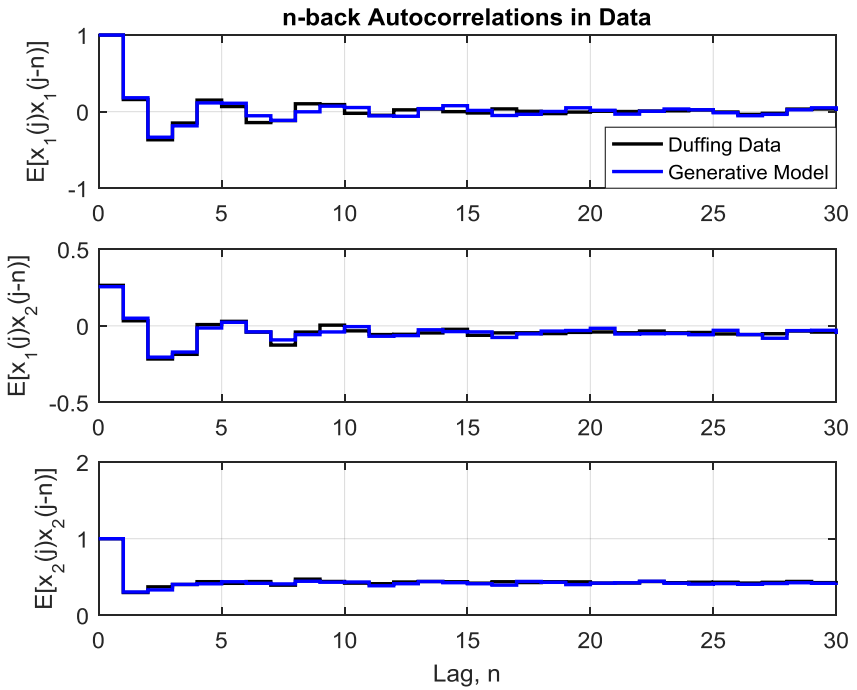 n-back Autocorrelations in Data
E[x₁(j)x₁(j-n)]
1
0
-1
0 5 10 15 20 25 30
Duffing Data
Generative Model
E[x₁(j)x₂(j-n)]
0.5
0
-0.5
0 5 10 15 20 25 30
E[x₂(j)x₂(j-n)]
2
1
0
0 5 10 15 20 25 30
Lag, n